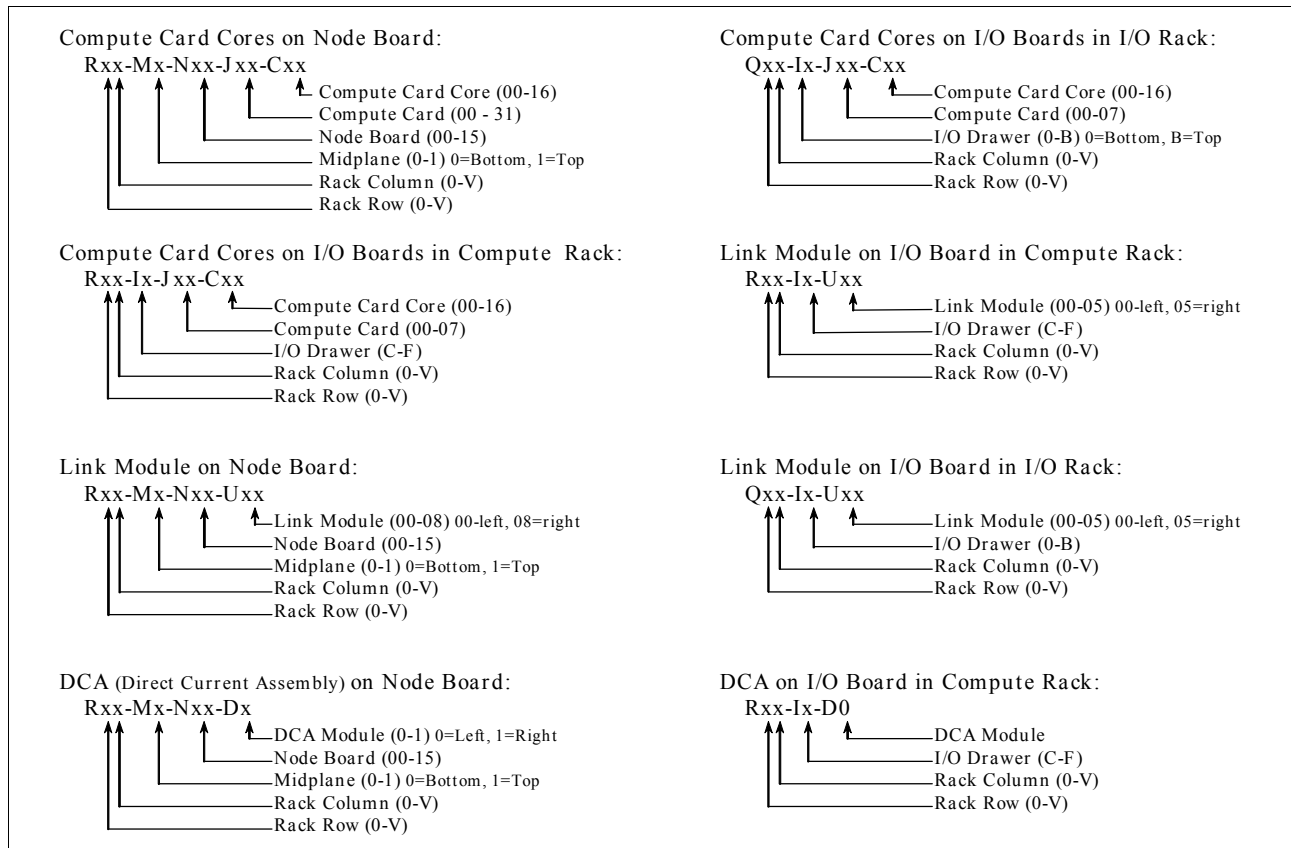 Compute Card Cores on Node Board:
Rxx-Mx-Nxx-Jxx-Cxx
Compute Card Core (00-16)
Compute Card (00 - 31)
Node Board (00-15)
Midplane (0-1) 0=Bottom, 1=Top
Rack Column (0-V)
Rack Row (0-V)
Compute Card Cores on I/O Boards in I/O Rack:
Qxx-Ix-Jxx-Cxx
Compute Card Core (00-16)
Compute Card (00-07)
I/O Drawer (0-B) 0=Bottom, B=Top
Rack Column (0-V)
Rack Row (0-V)
Compute Card Cores on I/O Boards in Compute Rack:
Rxx-Ix-Jxx-Cxx
Compute Card Core (00-16)
Compute Card (00-07)
I/O Drawer (C-F)
Rack Column (0-V)
Rack Row (0-V)
Link Module on I/O Board in Compute Rack:
Rxx-Ix-Uxx
Link Module (00-05) 00-left, 05=right
I/O Drawer (C-F)
Rack Column (0-V)
Rack Row (0-V)
Link Module on Node Board:
Rxx-Mx-Nxx-Uxx
Link Module (00-08) 00-left, 08=right
Node Board (00-15)
Midplane (0-1) 0=Bottom, 1=Top
Rack Column (0-V)
Rack Row (0-V)
Link Module on I/O Board in I/O Rack:
Qxx-Ix-Uxx
Link Module (00-05) 00-left, 05=right
I/O Drawer (0-B)
Rack Column (0-V)
Rack Row (0-V)
DCA (Direct Current Assembly) on Node Board:
Rxx-Mx-Nxx-Dx
DCA Module (0-1) 0=Left, 1=Right
Node Board (00-15)
Midplane (0-1) 0=Bottom, 1=Top
Rack Column (0-V)
Rack Row (0-V)
DCA on I/O Board in Compute Rack:
Rxx-Ix-D0
DCA Module
I/O Drawer (C-F)
Rack Column (0-V)
Rack Row (0-V)